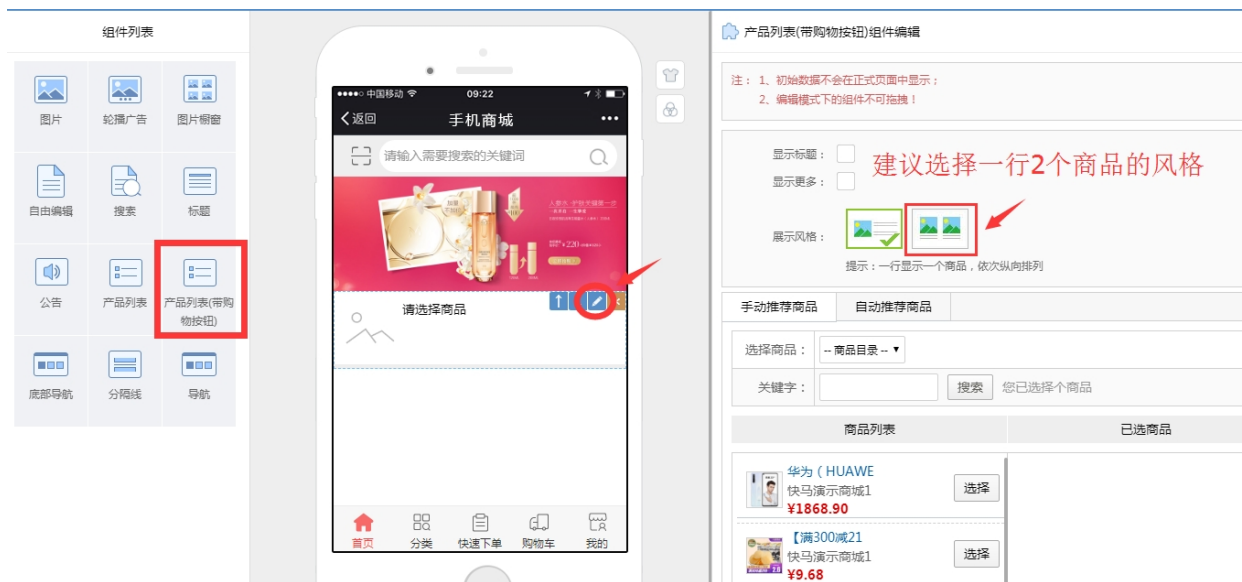 组件列表
图片
轮播广告
图片橱窗
自由编辑
搜索
标题
公告
产品列表
产品列表(带购
物按钮)
底部导航
分隔线
导航
中国移动
09:22
返回
手机商城
请输入需要搜索的关键词
220
请选择商品
首页
分类
快速下单
购物车
我的
产品列表(带购物按钮)组件编辑
注： 1、初始数据不会在正式页面中显示；
2、编辑模式下的组件不可拖拽！
显示标题：
显示更多：
建议选择一行2个商品的风格
展示风格：
提示：一行显示一个商品，依次纵向排列
手动推荐商品
自动推荐商品
选择商品：
-- 商品目录 --
关键字：
搜索
您已选择个商品
商品列表
已选商品
华为（HUAWE
快马演示商城1
¥1868.90
选择
【满300减21
快马演示商城1
¥9.68
选择